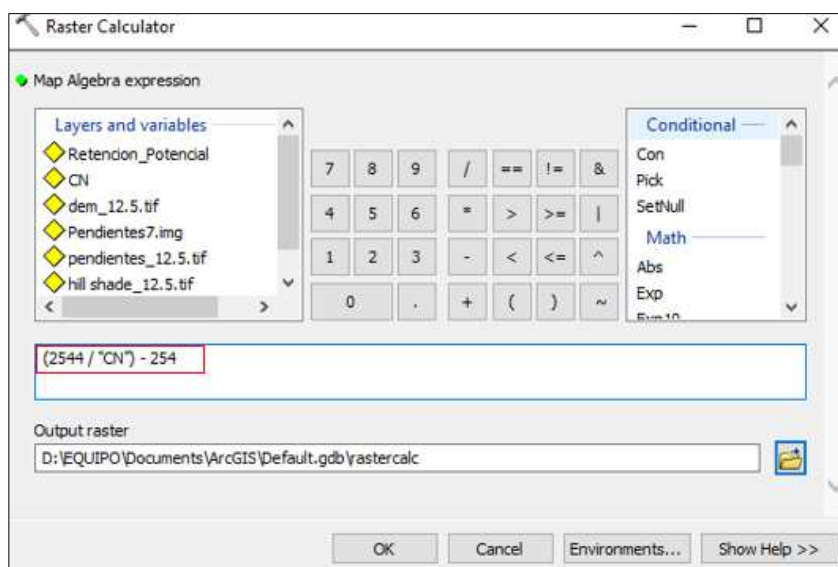 Raster Calculator
Map Algebra expression
Layers and variables
Retencion_Potencial
CN
dem_12.5.tif
Pendientes7.img
pendientes_12.5.tif
hill shade_12.5.tif
7 8 9 / == != &
4 5 6 * > >= |
1 2 3 - < <= ^
0 . + ( ) ~
Conditional
Con
Pick
SetNull
Math
Abs
Exp
Exp10
(2544 / "CN") - 254
Output raster
D:\EQUIPO\Documents\ArcGIS\Default.gdb\rastercalc
OK Cancel Environments... Show Help >>